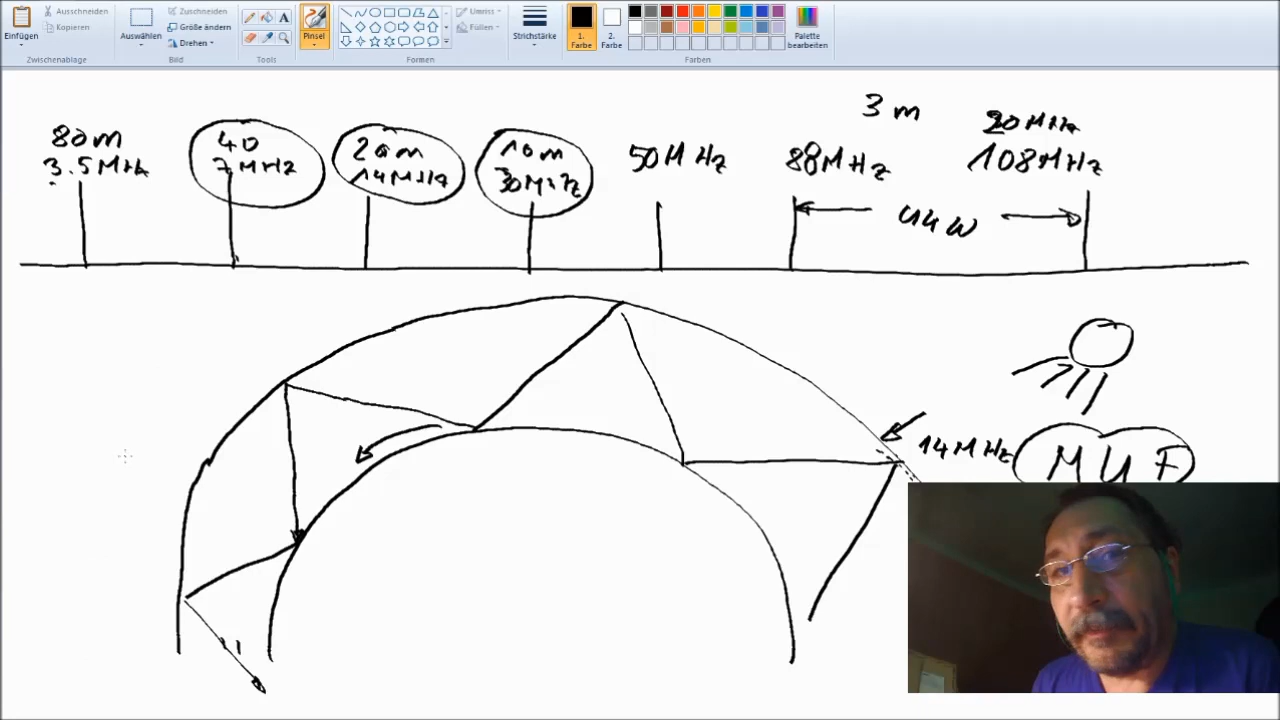 Einfügen
Ausschneiden
Kopieren
Zwischenablage
Auswählen
Zuschneiden
Größe ändern
Drehen
Bild
A
Tools
Pinsel
Umriss
Füllen
Formen
Strichstärke
1.
Farbe
2.
Farbe
Palette
bearbeiten
Farben
80m
3.5MHz
40
7MHz
20m
14MHz
10m
30MHz
50MHz
3m
88MHz
20MHz
108MHz
UKW
14MHz
MUF